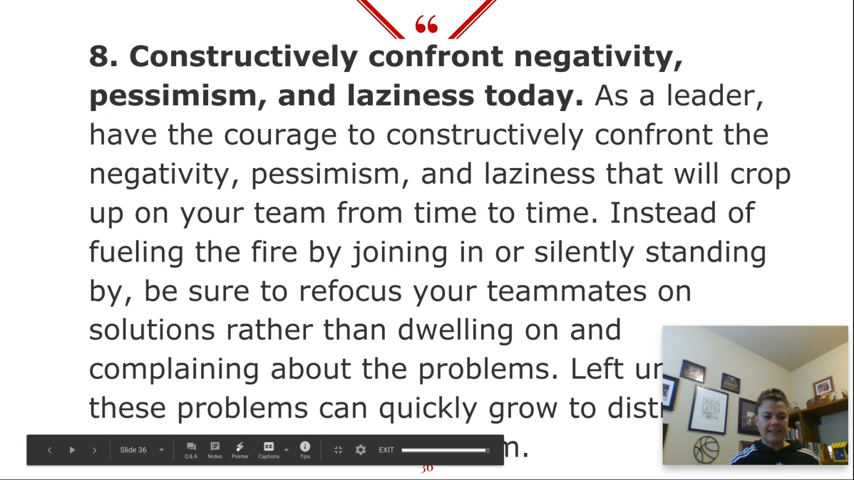 “
8. Constructively confront negativity,
pessimism, and laziness today. As a leader,
have the courage to constructively confront the
negativity, pessimism, and laziness that will crop
up on your team from time to time. Instead of
fueling the fire by joining in or silently standing
by, be sure to refocus your teammates on
solutions rather than dwelling on and
complaining about the problems. Left
these problems can quickly grow to
Slide 36
Q & A
Notes
Pointer
Captions
Tips
EXIT
36